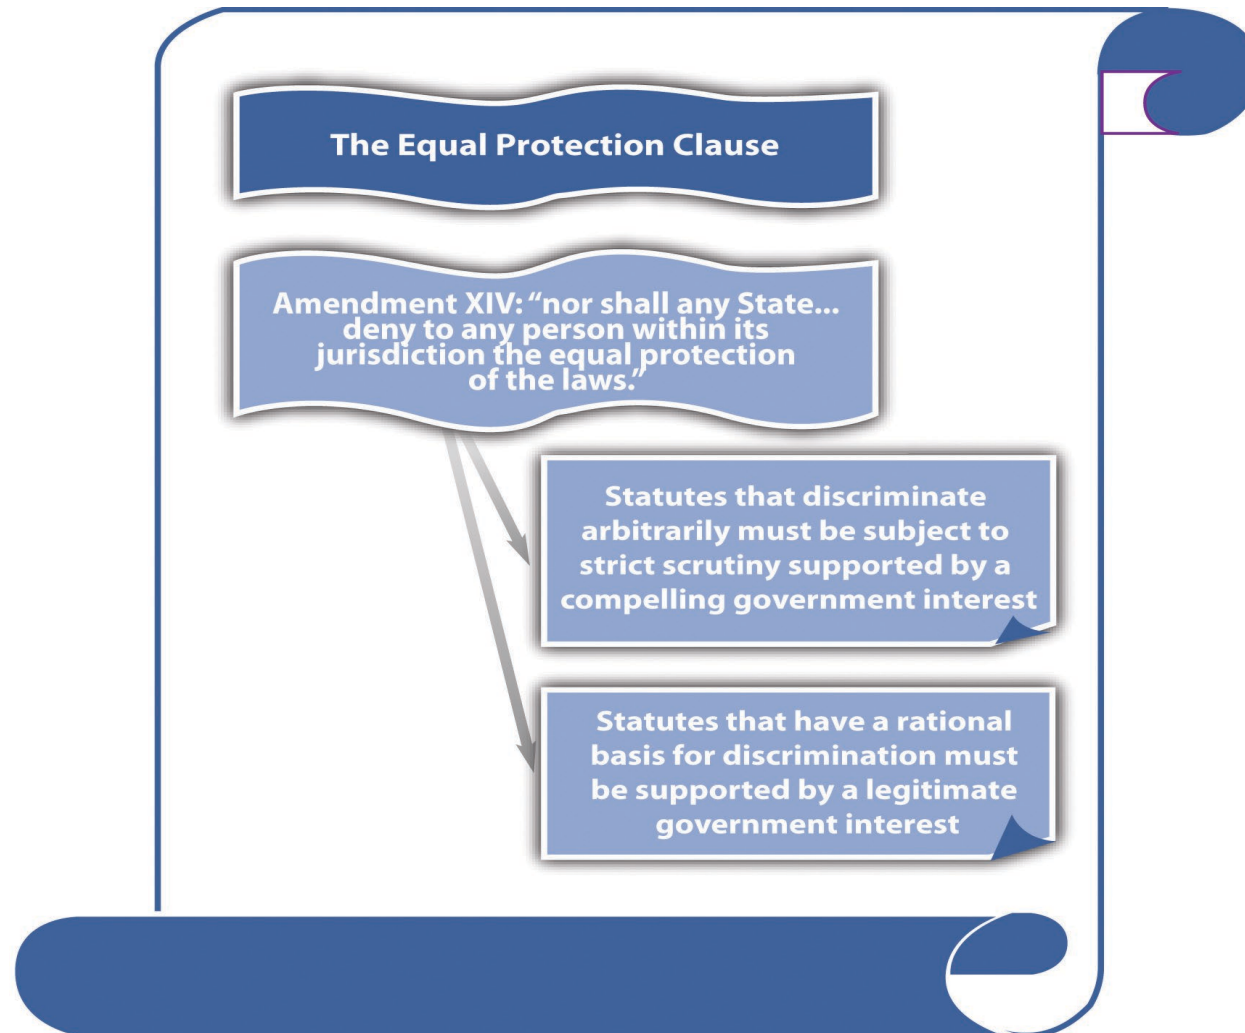 The Equal Protection Clause
Amendment XIV: “nor shall any State...
deny to any person within its
jurisdiction the equal protection
of the laws.”
Statutes that discriminate
arbitrarily must be subject to
strict scrutiny supported by a
compelling government interest
Statutes that have a rational
basis for discrimination must
be supported by a legitimate
government interest